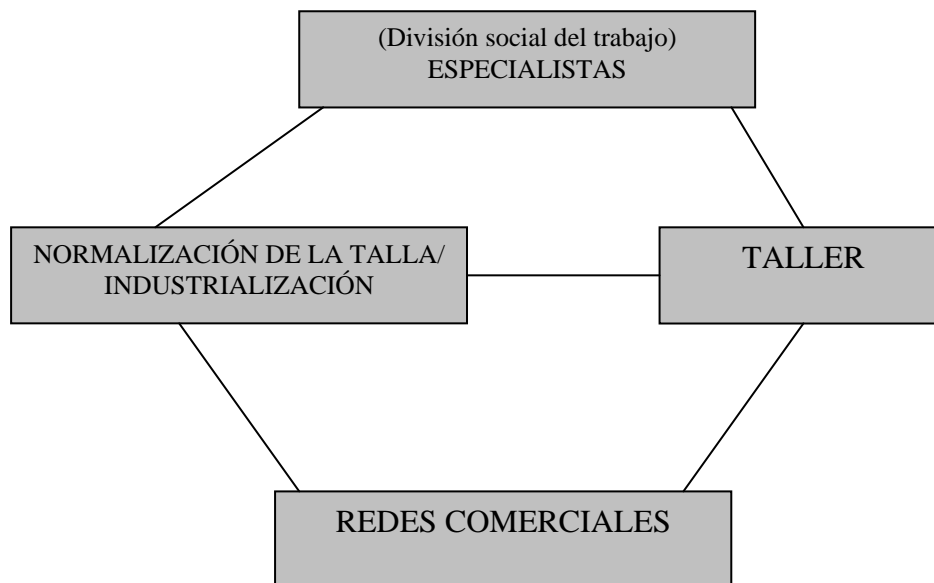 (División social del trabajo)
ESPECIALISTAS
NORMALIZACIÓN DE LA TALLA/
INDUSTRIALIZACIÓN
TALLER
REDES COMERCIALES